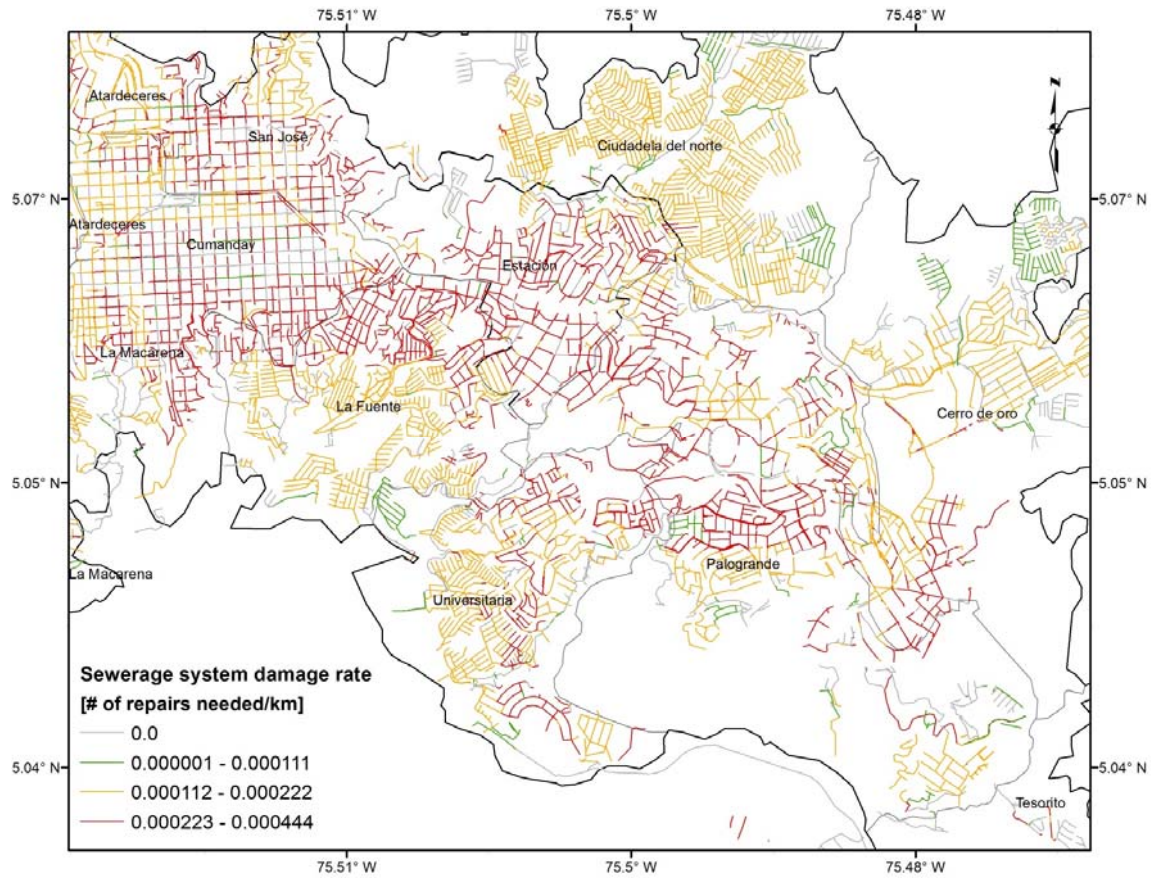 75.51° W 75.5° W 75.48° W
Atardeceres
San José
Ciudadela del norte
N
5.07° N 5.07° N
Atardeceres
Cumanday
Estación
La Macarena
La Fuente
Cerro de oro
5.05° N 5.05° N
La Macarena
Palogrande
Universitaria
Sewerage system damage rate
[# of repairs needed/km]
0.0
0.000001 - 0.000111
0.000112 - 0.000222
0.000223 - 0.000444
5.04° N 5.04° N
Tesorito
75.51° W 75.5° W 75.48° W